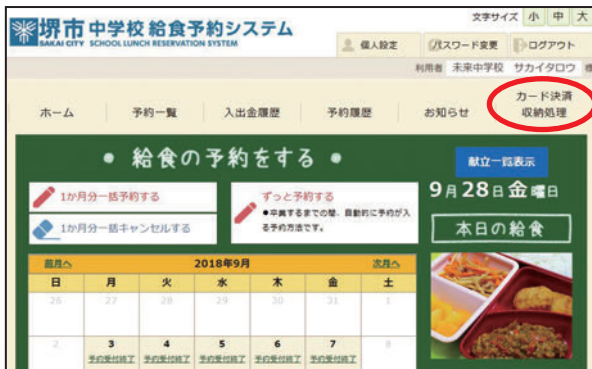 文字サイズ 小 中 大
堺市 中学校 給食予約システム
SAKAI CITY SCHOOL LUNCH RESERVATION SYSTEM
個人設定 パスワード変更 ログアウト
利用者 未来中学校 サカイタロウ 様
ホーム 予約一覧 入出金履歴 予約履歴 お知らせ カード決済
収納処理
● 給食の予約をする ●
献立一覧表示
1か月分一括予約する
1か月分一括キャンセルする
ずっと予約する
●卒業するまでの間、自動的に予約が入
る予約方法です。
9月28日金曜日
本日の給食
前月へ 2018年9月 次月へ
日 月 火 水 木 金 土
26 27 28 29 30 31 1
2 3 4 5 6 7 8
予約受付終了 予約受付終了 予約受付終了 予約受付終了 予約受付終了